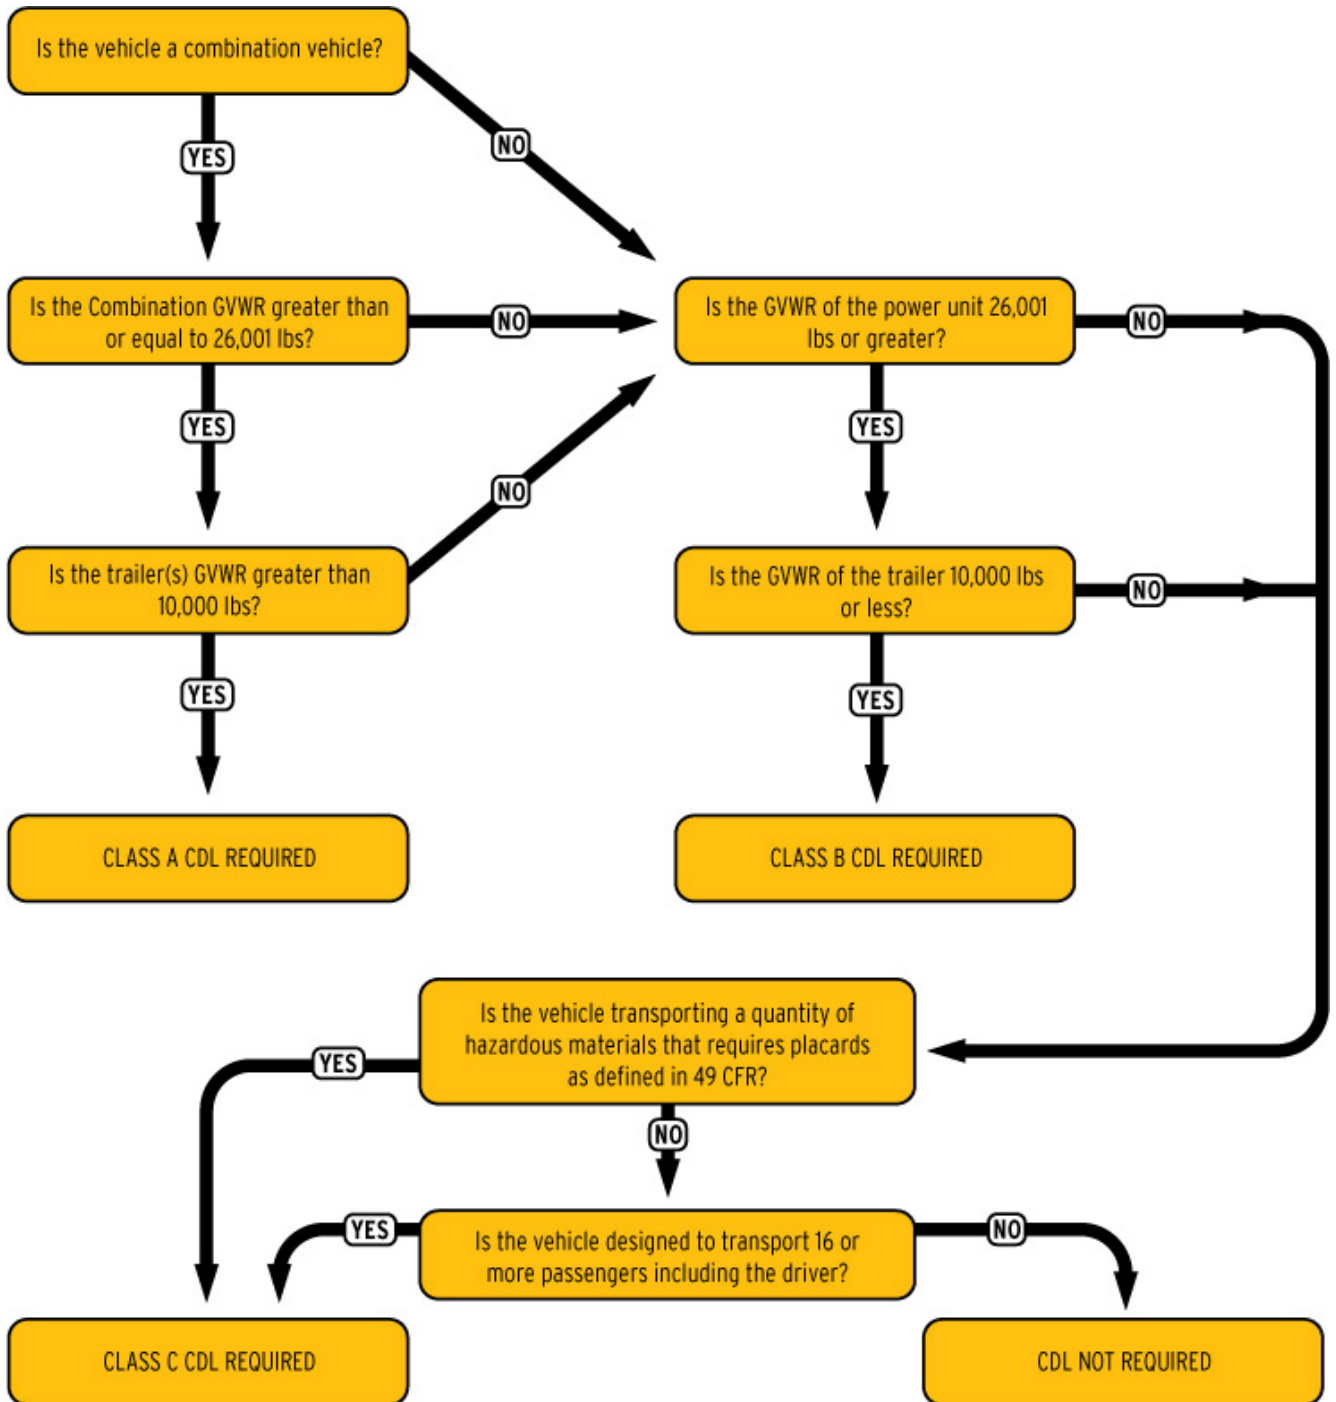 Is the vehicle a combination vehicle?
NO
YES
Is the Combination GVWR greater than
or equal to 26,001 lbs?
NO
Is the GVWR of the power unit 26,001
lbs or greater?
NO
YES
YES
NO
Is the trailer(s) GVWR greater than
10,000 lbs?
Is the GVWR of the trailer 10,000 lbs
or less?
NO
YES
YES
CLASS A CDL REQUIRED
CLASS B CDL REQUIRED
Is the vehicle transporting a quantity of
hazardous materials that requires placards
as defined in 49 CFR?
YES
NO
YES
Is the vehicle designed to transport 16 or
more passengers including the driver?
NO
CLASS C CDL REQUIRED
CDL NOT REQUIRED